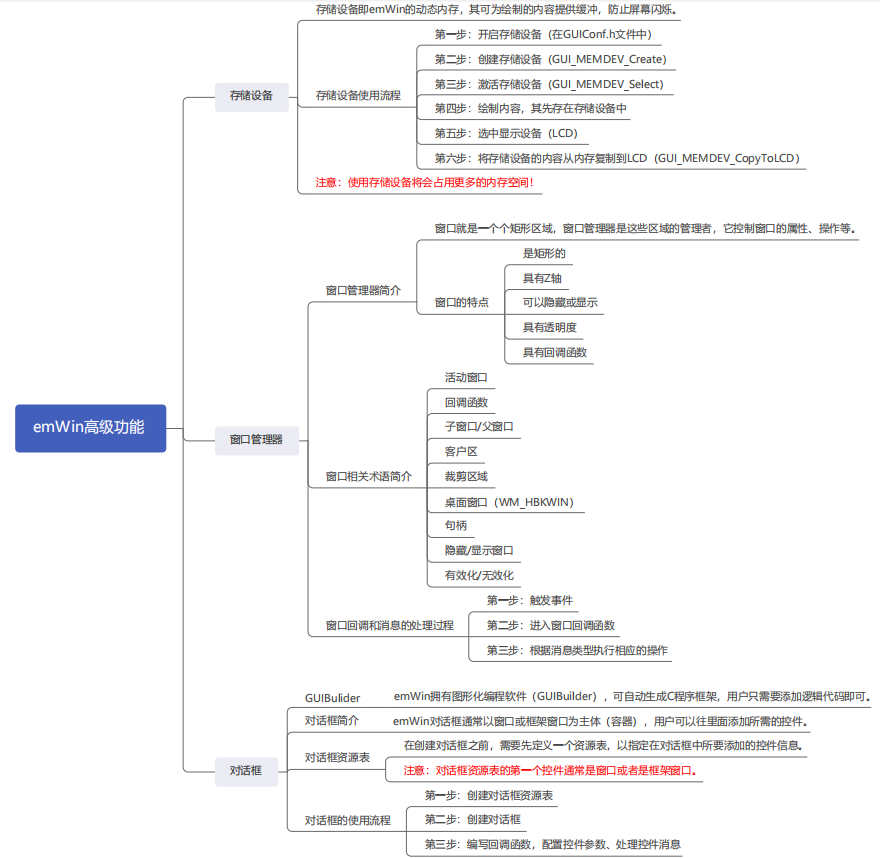 emWin高级功能
存储设备
存储设备即emWin的动态内存，其可为绘制的内容提供缓冲，防止屏幕闪烁。
存储设备使用流程
第一步：开启存储设备（在GUIConf.h文件中）
第二步：创建存储设备（GUI_MEMDEV_Create）
第三步：激活存储设备（GUI_MEMDEV_Select）
第四步：绘制内容，其先存在存储设备中
第五步：选中显示设备（LCD）
第六步：将存储设备的内容从内存复制到LCD（GUI_MEMDEV_CopyToLCD）
注意：使用存储设备将会占用更多的内存空间！
窗口管理器
窗口管理器简介
窗口就是一个个矩形区域，窗口管理器是这些区域的管理者，它控制窗口的属性、操作等。
窗口的特点
是矩形的
具有Z轴
可以隐藏或显示
具有透明度
具有回调函数
窗口相关术语简介
活动窗口
回调函数
子窗口/父窗口
客户区
裁剪区域
桌面窗口（WM_HBKWIN）
句柄
隐藏/显示窗口
有效化/无效化
窗口回调和消息的处理过程
第一步：触发事件
第二步：进入窗口回调函数
第三步：根据消息类型执行相应的操作
对话框
GUIBulider
emWin拥有图形化编程软件（GUIBuilder），可自动生成C程序框架，用户只需要添加逻辑代码即可。
对话框简介
emWin对话框通常以窗口或框架窗口为主体（容器），用户可以往里面添加所需的控件。
对话框资源表
在创建对话框之前，需要先定义一个资源表，以指定在对话框中所要添加的控件信息。
注意：对话框资源表的第一个控件通常是窗口或者是框架窗口。
对话框的使用流程
第一步：创建对话框资源表
第二步：创建对话框
第三步：编写回调函数，配置控件参数、处理控件消息